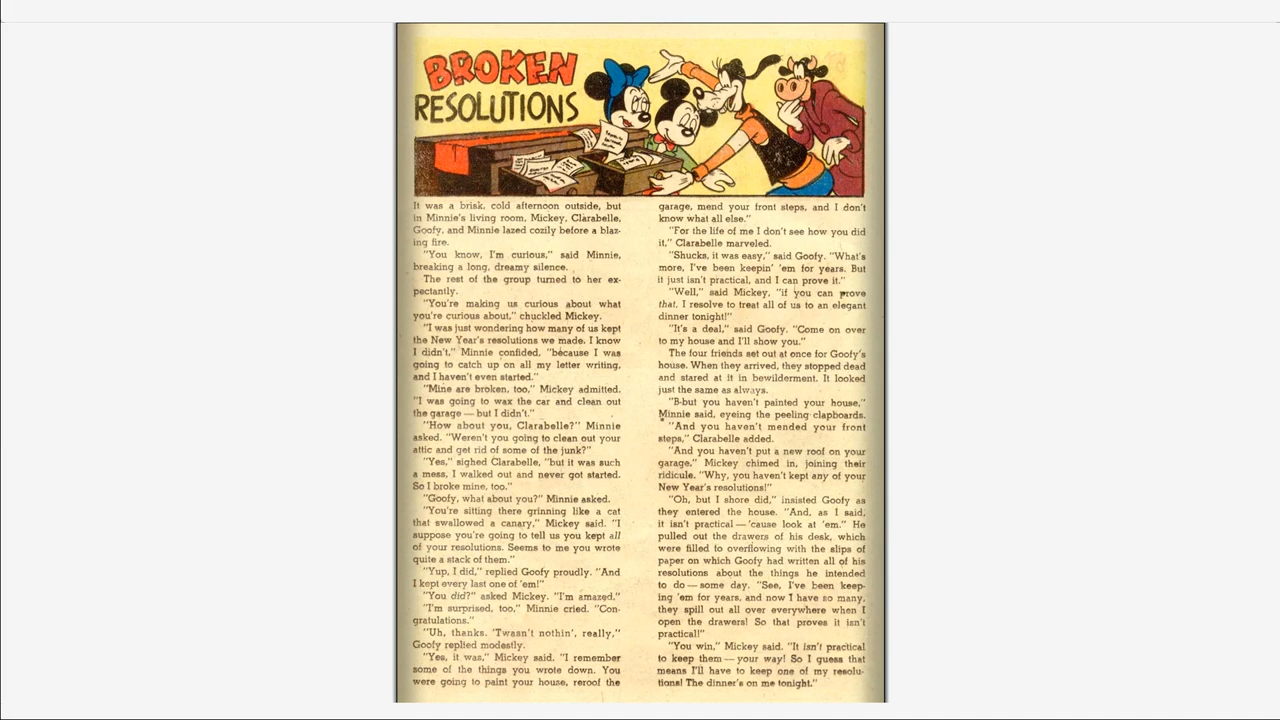 BROKEN
RESOLUTIONS
It was a brisk, cold afternoon outside, but
in Minnie's living room, Mickey, Clarabelle,
Goofy, and Minnie lazed cozily before a blaz-
ing fire.
"You know, I'm curious," said Minnie,
breaking a long, dreamy silence.
The rest of the group turned to her ex-
pectantly.
"You're making us curious about what
you're curious about," chuckled Mickey.
"I was just wondering how many of us kept
the New Year's resolutions we made. I know
I didn't," Minnie confided, "because I was
going to catch up on all my letter writing,
and I haven't even started."
"Mine are broken, too," Mickey admitted.
"I was going to wax the car and clean out
the garage — but I didn't."
"How about you, Clarabelle?" Minnie
asked. "Weren't you going to clean out your
attic and get rid of some of the junk?"
"Yes," sighed Clarabelle, "but it was such
a mess, I walked out and never got started.
So I broke mine, too."
"Goofy, what about you?" Minnie asked.
"You're sitting there grinning like a cat
that swallowed a canary," Mickey said. "I
suppose you're going to tell us you kept all
of your resolutions. Seems to me you wrote
quite a stack of them."
"Yup, I did," replied Goofy proudly. "And
I kept every last one of 'em!"
"You did?" asked Mickey. "I'm amazed."
"I'm surprised, too," Minnie cried. "Con-
gratulations."
"Uh, thanks. 'Twasn't nothin', really,"
Goofy replied modestly.
"Yes, it was," Mickey said. "I remember
some of the things you wrote down. You
were going to paint your house, reroof the
garage, mend your front steps, and I don't
know what all else."
"For the life of me I don't see how you did
it," Clarabelle marveled.
"Shucks, it was easy," said Goofy. "What's
more, I've been keepin' 'em for years. But
it just isn't practical, and I can prove it."
"Well," said Mickey, "if you can prove
that, I resolve to treat all of us to an elegant
dinner tonight!"
"It's a deal," said Goofy. "Come on over
to my house and I'll show you."
The four friends set out at once for Goofy's
house. When they arrived, they stopped dead
and stared at it in bewilderment. It looked
just the same as always.
"B-but you haven't painted your house,"
Minnie said, eyeing the peeling clapboards.
"And you haven't mended your front
steps," Clarabelle added.
"And you haven't put a new roof on your
garage," Mickey chimed in, joining their
ridicule. "Why, you haven't kept any of your
New Year's resolutions!"
"Oh, but I shore did," insisted Goofy as
they entered the house. "And, as I said,
it isn't practical — 'cause look at 'em." He
pulled out the drawers of his desk, which
were filled to overflowing with the slips of
paper on which Goofy had written all of his
resolutions about the things he intended
to do — some day. "See, I've been keep-
ing 'em for years, and now I have so many,
they spill out all over everywhere when I
open the drawers! So that proves it isn't
practical!"
"You win," Mickey said. "It isn't practical
to keep them — your way! So I guess that
means I'll have to keep one of my resolu-
tions! The dinner's on me tonight."